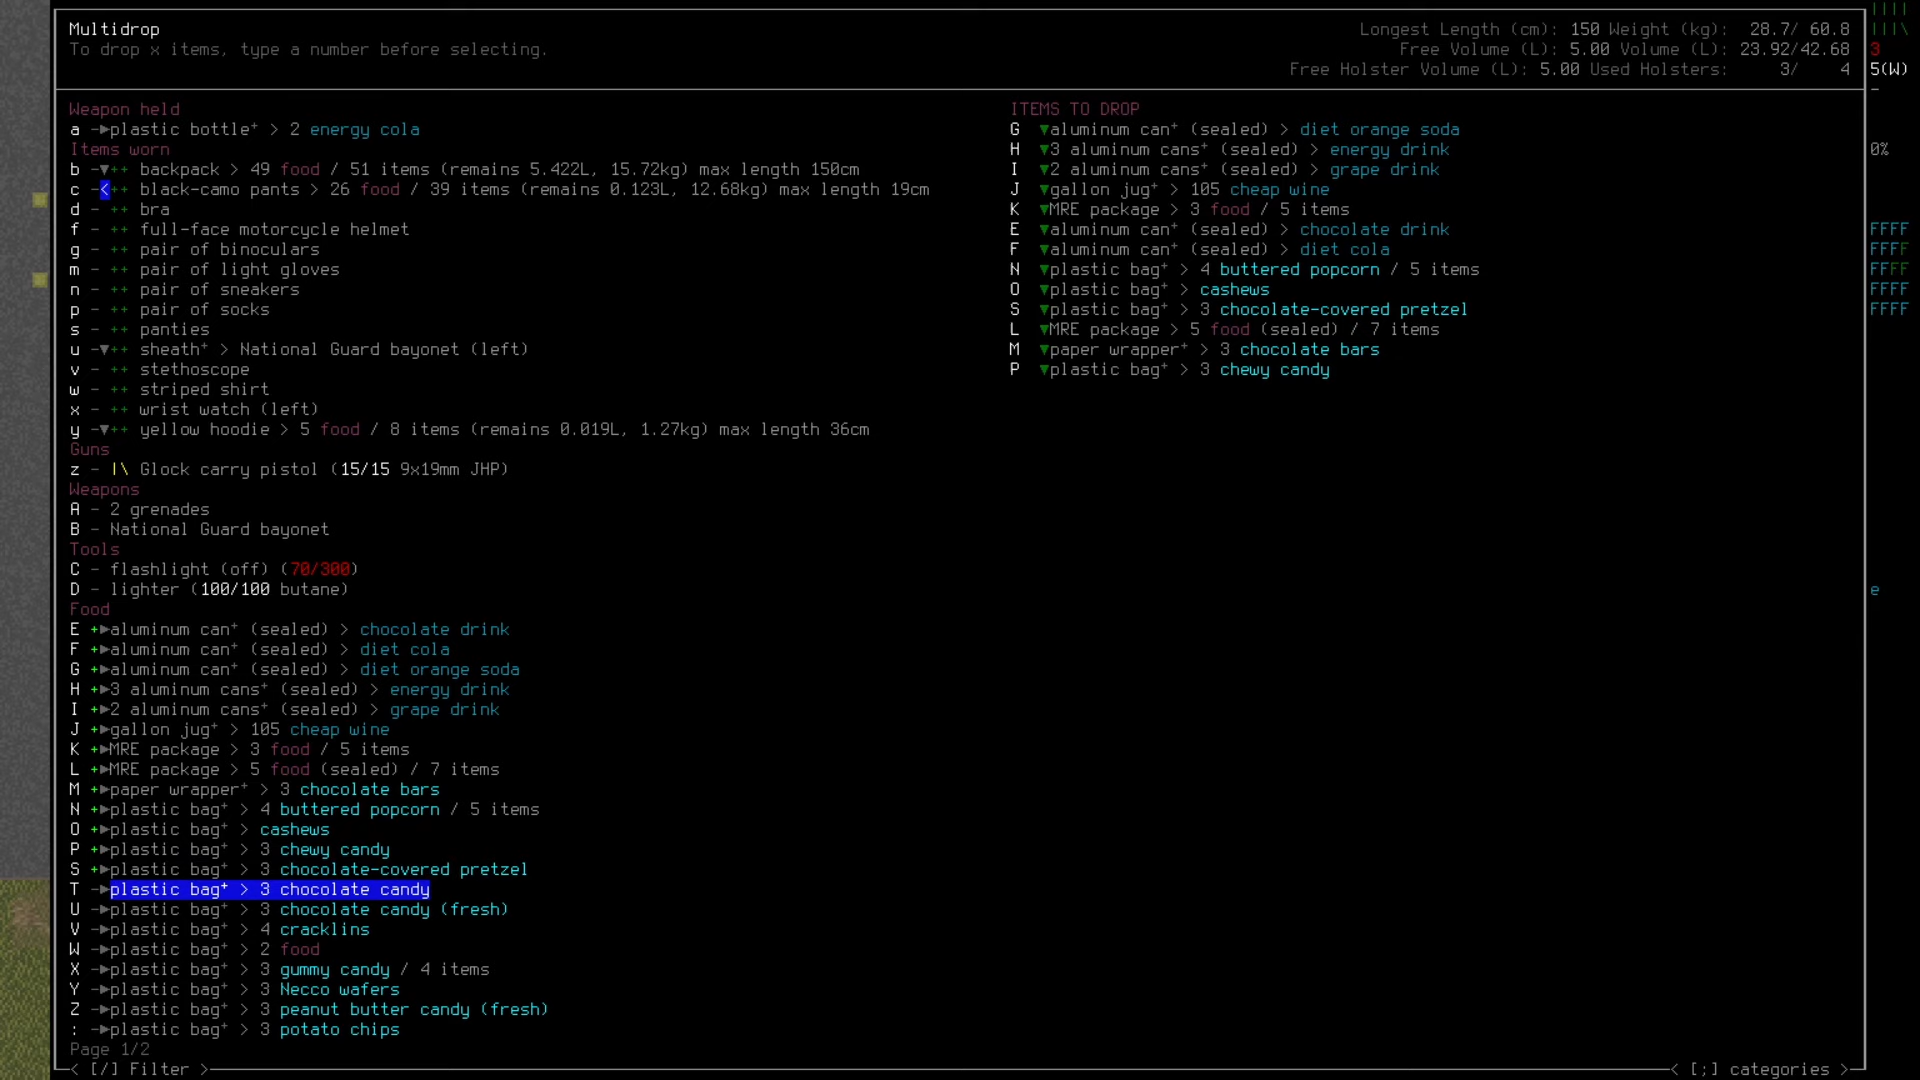 Multidrop
To drop x items, type a number before selecting.
Longest Length (cm): 150 Weight (kg): 28.7/ 60.8
Free Volume (L): 5.00 Volume (L): 23.92/42.68
Free Holster Volume (L): 5.00 Used Holsters: 3/ 4
3
5(W)
0%
FFFF
FFFF
FFFF
FFFF
FFFF
e
Weapon held
a -►plastic bottle⁺ > 2 energy cola
Items worn
b -▼++ backpack > 49 food / 51 items (remains 5.422L, 15.72kg) max length 150cm
c -<++ black-camo pants > 26 food / 39 items (remains 0.123L, 12.68kg) max length 19cm
d - ++ bra
f - ++ full-face motorcycle helmet
g - ++ pair of binoculars
m - ++ pair of light gloves
n - ++ pair of sneakers
p - ++ pair of socks
s - ++ panties
u -▼++ sheath⁺ > National Guard bayonet (left)
v - ++ stethoscope
w - ++ striped shirt
x - ++ wrist watch (left)
y -▼++ yellow hoodie > 5 food / 8 items (remains 0.019L, 1.27kg) max length 36cm
Guns
z - |\ Glock carry pistol (15/15 9x19mm JHP)
Weapons
A - 2 grenades
B - National Guard bayonet
Tools
C - flashlight (off) (70/300)
D - lighter (100/100 butane)
Food
E +►aluminum can⁺ (sealed) > chocolate drink
F +►aluminum can⁺ (sealed) > diet cola
G +►aluminum can⁺ (sealed) > diet orange soda
H +►3 aluminum cans⁺ (sealed) > energy drink
I +►2 aluminum cans⁺ (sealed) > grape drink
J +►gallon jug⁺ > 105 cheap wine
K +►MRE package > 3 food / 5 items
L +►MRE package > 5 food (sealed) / 7 items
M +►paper wrapper⁺ > 3 chocolate bars
N +►plastic bag⁺ > 4 buttered popcorn / 5 items
O +►plastic bag⁺ > cashews
P +►plastic bag⁺ > 3 chewy candy
S +►plastic bag⁺ > 3 chocolate-covered pretzel
T -►plastic bag⁺ > 3 chocolate candy
U -►plastic bag⁺ > 3 chocolate candy (fresh)
V -►plastic bag⁺ > 4 cracklins
W -►plastic bag⁺ > 2 food
X -►plastic bag⁺ > 3 gummy candy / 4 items
Y -►plastic bag⁺ > 3 Necco wafers
Z -►plastic bag⁺ > 3 peanut butter candy (fresh)
: -►plastic bag⁺ > 3 potato chips
Page 1/2
< [/] Filter >
ITEMS TO DROP
G ▼aluminum can⁺ (sealed) > diet orange soda
H ▼3 aluminum cans⁺ (sealed) > energy drink
I ▼2 aluminum cans⁺ (sealed) > grape drink
J ▼gallon jug⁺ > 105 cheap wine
K ▼MRE package > 3 food / 5 items
E ▼aluminum can⁺ (sealed) > chocolate drink
F ▼aluminum can⁺ (sealed) > diet cola
N ▼plastic bag⁺ > 4 buttered popcorn / 5 items
O ▼plastic bag⁺ > cashews
S ▼plastic bag⁺ > 3 chocolate-covered pretzel
L ▼MRE package > 5 food (sealed) / 7 items
M ▼paper wrapper⁺ > 3 chocolate bars
P ▼plastic bag⁺ > 3 chewy candy
< [;] categories >